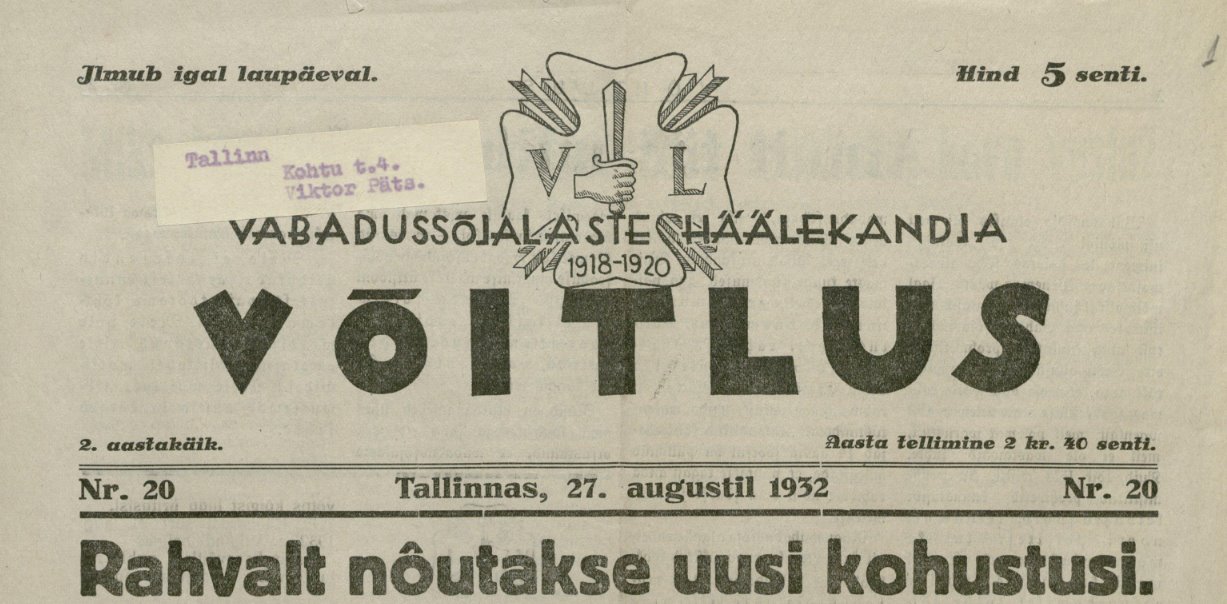 Ilmub igal laupäeval.
Hind 5 senti.
Tallinn
Kohtu t.4.
Viktor Päts.
V L
VABADUSSÕJALASTE HÄÄLEKANDJA
1918-1920
VÕITLUS
2. aastakäik.
Aasta tellimine 2 kr. 40 senti.
Nr. 20 Tallinnas, 27. augustil 1932 Nr. 20
Rahvalt nôutakse uusi kohustusi.